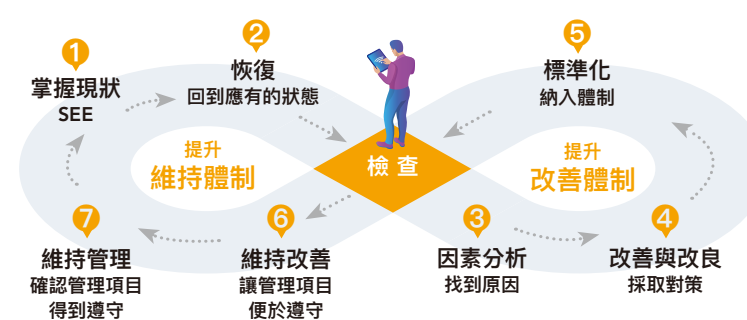 1
掌握現狀
SEE
2
恢復
回到應有的狀態
檢查
3
因素分析
找到原因
4
改善與改良
採取對策
5
標準化
納入體制
6
維持改善
讓管理項目
便於遵守
7
維持管理
確認管理項目
得到遵守
提升
維持體制
提升
改善體制